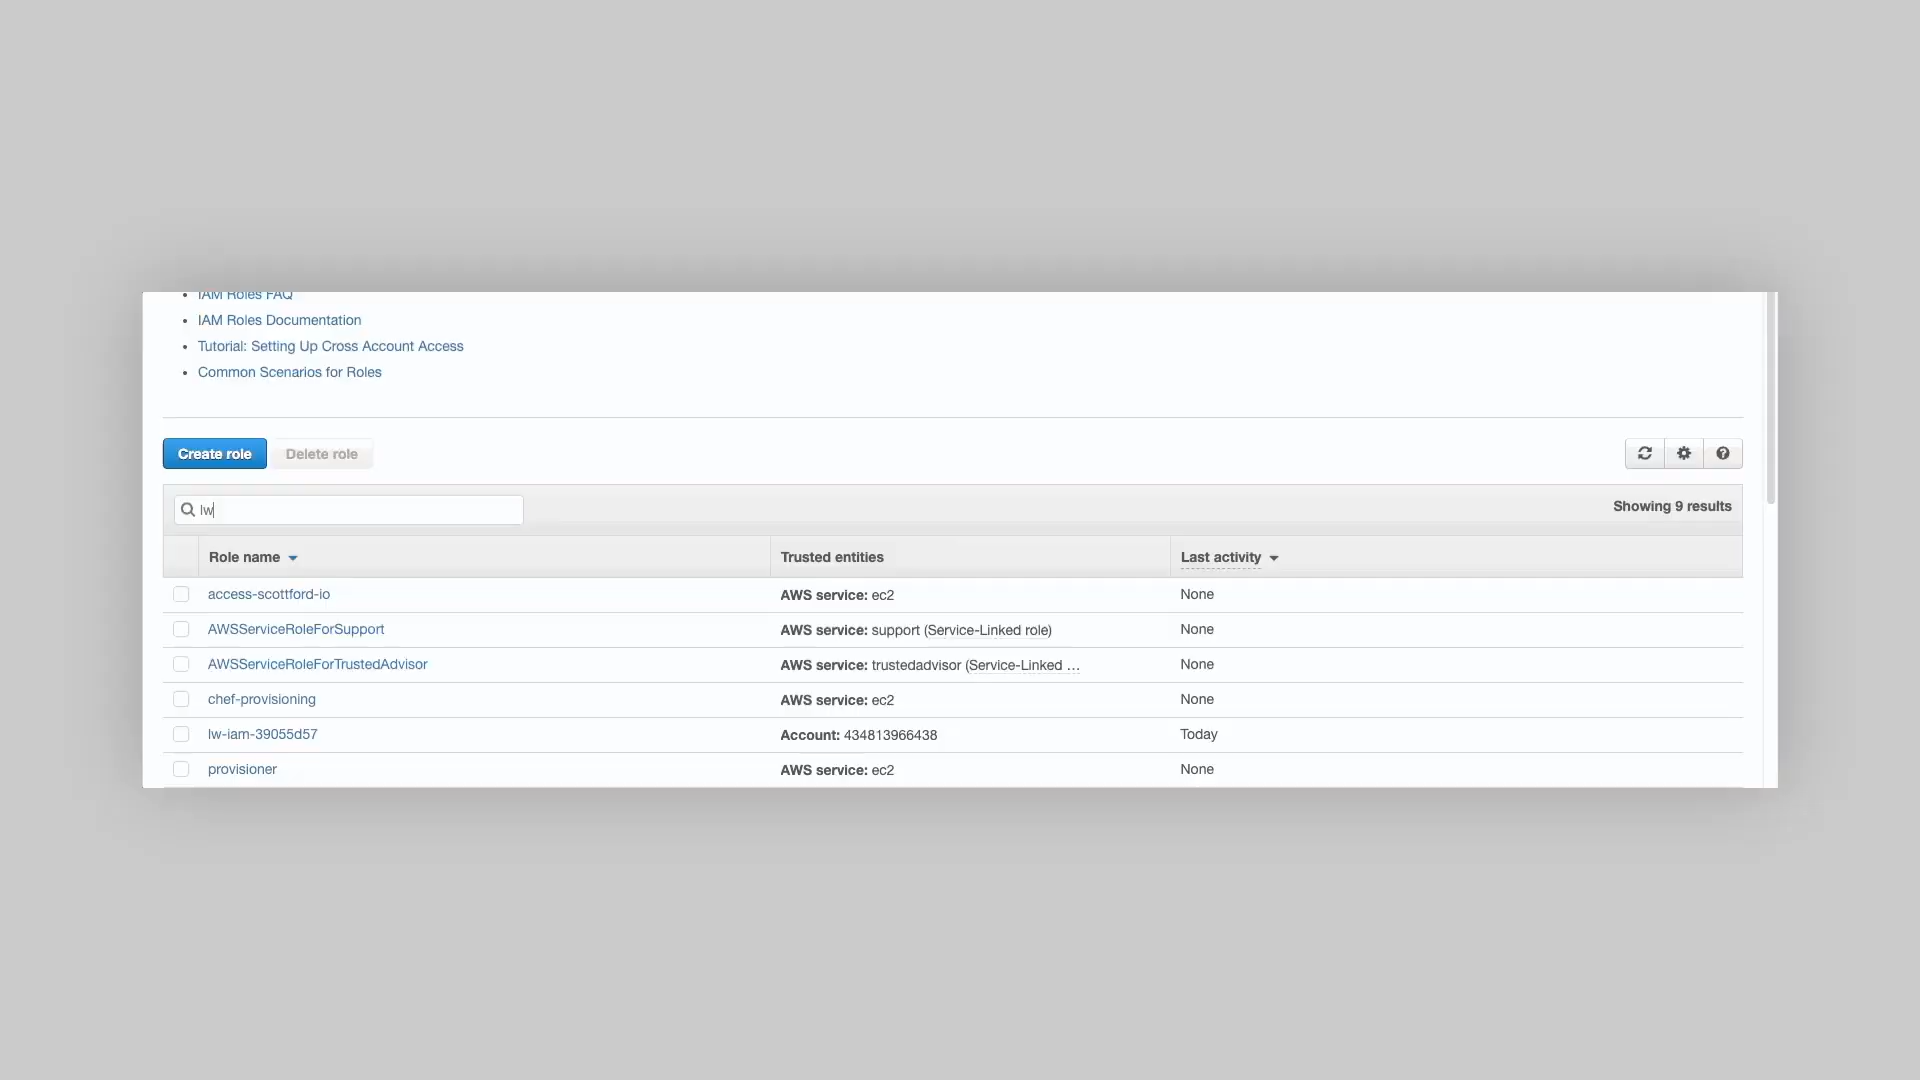 IAM Roles FAQ
IAM Roles Documentation
Tutorial: Setting Up Cross Account Access
Common Scenarios for Roles
Create role Delete role
lw Showing 9 results
Role name Trusted entities Last activity
access-scottford-io AWS service: ec2 None
AWSServiceRoleForSupport AWS service: support (Service-Linked role) None
AWSServiceRoleForTrustedAdvisor AWS service: trustedadvisor (Service-Linked … None
chef-provisioning AWS service: ec2 None
lw-iam-39055d57 Account: 434813966438 Today
provisioner AWS service: ec2 None